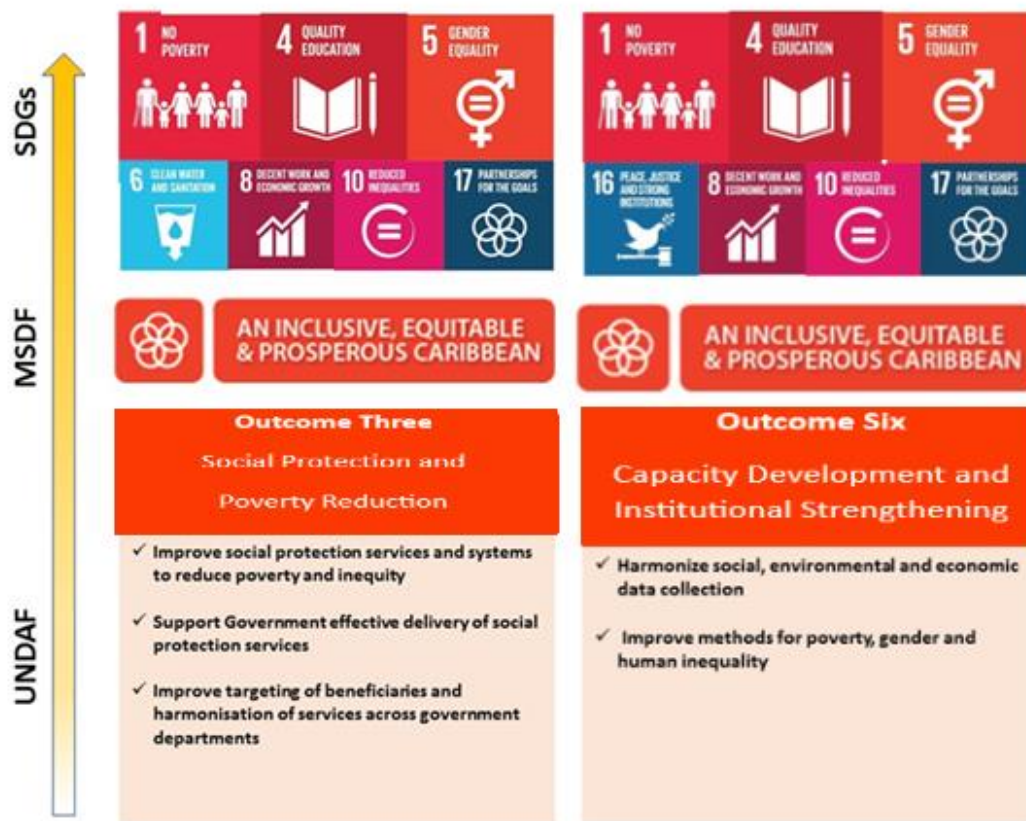 SDGs
MSDF
UNDAF
1 NO
POVERTY
4 QUALITY
EDUCATION
5 GENDER
EQUALITY
6 CLEAN WATER
AND SANITATION
8 DECENT WORK AND
ECONOMIC GROWTH
10 REDUCED
INEQUALITIES
17 PARTNERSHIPS
FOR THE GOALS
AN INCLUSIVE, EQUITABLE
& PROSPEROUS CARIBBEAN
Outcome Three
Social Protection and
Poverty Reduction
✓ Improve social protection services and systems
to reduce poverty and inequity
✓ Support Government effective delivery of social
protection services
✓ Improve targeting of beneficiaries and
harmonisation of services across government
departments
1 NO
POVERTY
4 QUALITY
EDUCATION
5 GENDER
EQUALITY
16 PEACE, JUSTICE
AND STRONG
INSTITUTIONS
8 DECENT WORK AND
ECONOMIC GROWTH
10 REDUCED
INEQUALITIES
17 PARTNERSHIPS
FOR THE GOALS
AN INCLUSIVE, EQUITABLE
& PROSPEROUS CARIBBEAN
Outcome Six
Capacity Development and
Institutional Strengthening
✓ Harmonize social, environmental and economic
data collection
✓ Improve methods for poverty, gender and
human inequality